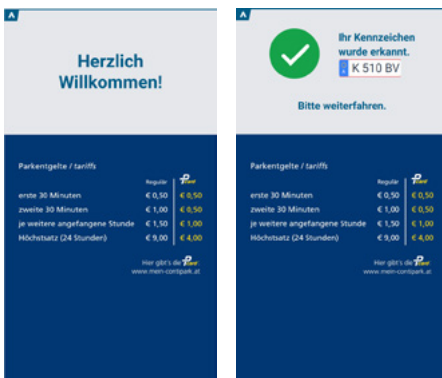 Herzlich
Willkommen!
Parkentgelte / tariffs
Regulär P Card
erste 30 Minuten € 0,50 € 0,50
zweite 30 Minuten € 1,00 € 0,50
je weitere angefangene Stunde € 1,50 € 1,00
Höchstsatz (24 Stunden) € 9,00 € 4,00
Hier gibt's die P Card:
www.mein-contipark.at
Ihr Kennzeichen
wurde erkannt.
K 510 BV
Bitte weiterfahren.
Parkentgelte / tariffs
Regulär P Card
erste 30 Minuten € 0,50 € 0,50
zweite 30 Minuten € 1,00 € 0,50
je weitere angefangene Stunde € 1,50 € 1,00
Höchstsatz (24 Stunden) € 9,00 € 4,00
Hier gibt's die P Card:
www.mein-contipark.at